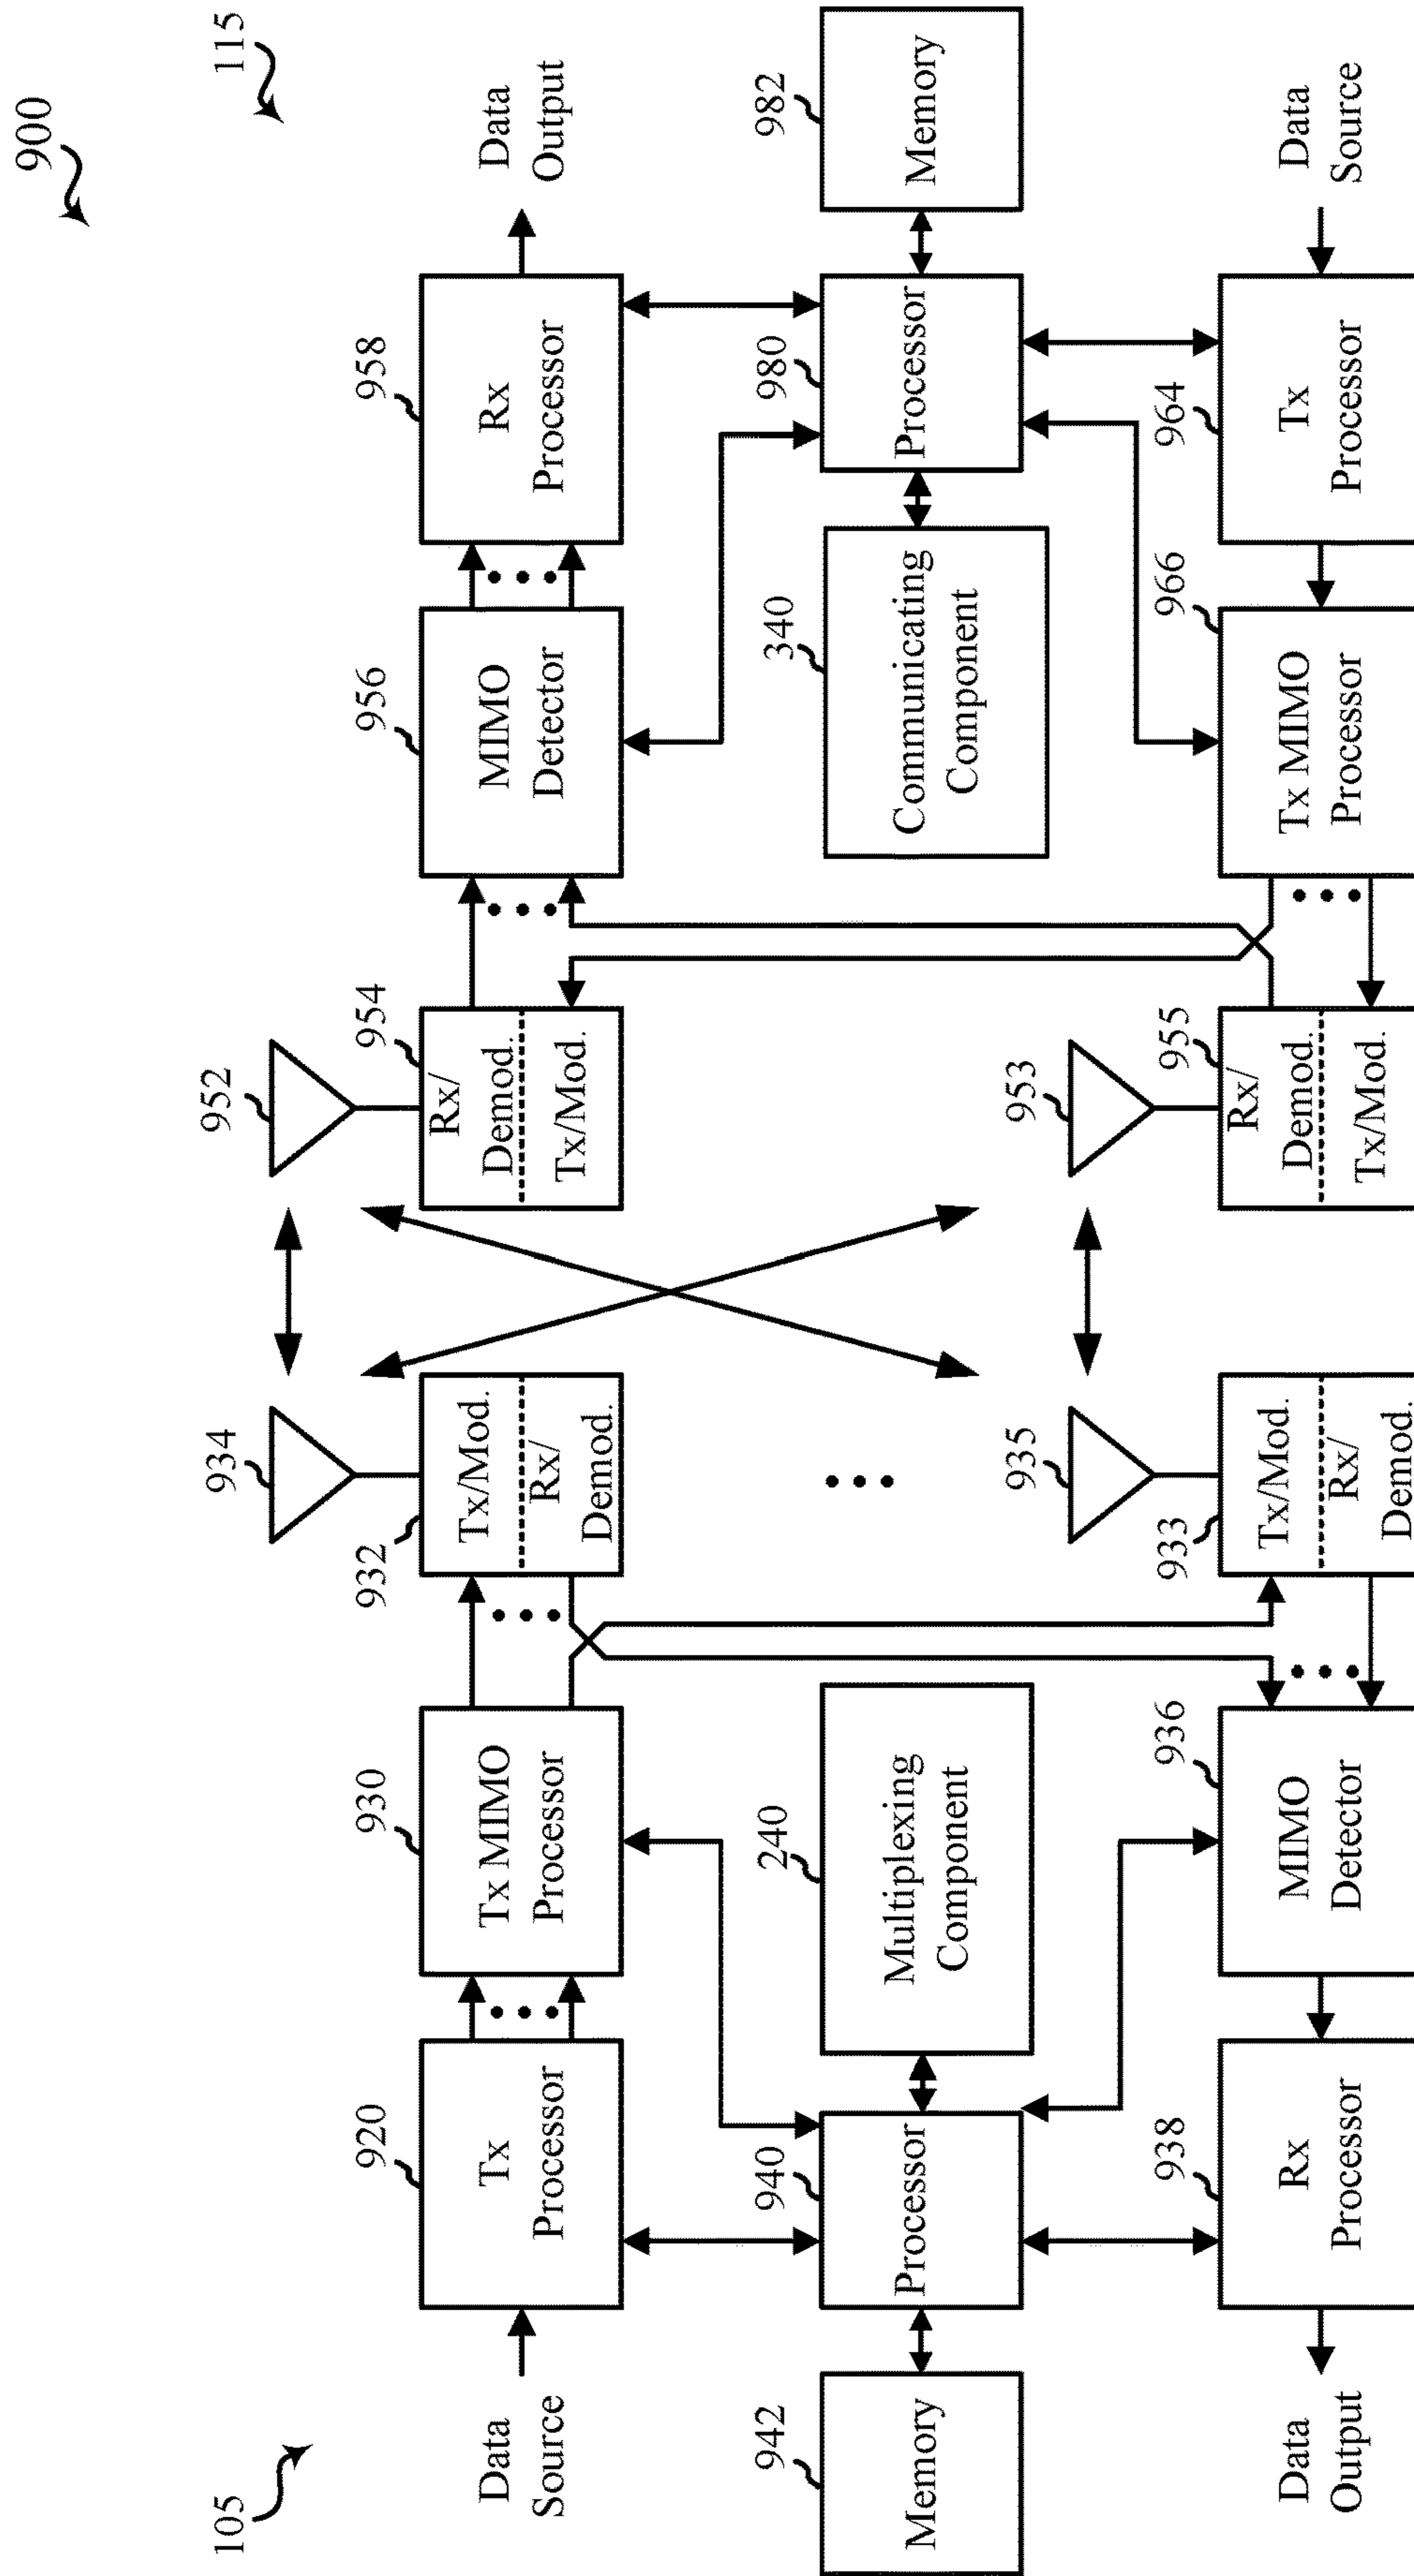 900
105
115
934
952
920
930
932
954
956
958
Data
Source
Tx
Processor
Tx MIMO
Processor
Tx/Mod.
Rx/
Demod.
Rx/
Demod.
Tx/Mod.
MIMO
Detector
Rx
Processor
Data
Output
942
940
240
340
980
982
Memory
Processor
Multiplexing
Component
Communicating
Component
Processor
Memory
935
953
938
936
933
955
966
964
Data
Output
Rx
Processor
MIMO
Detector
Tx/Mod.
Rx/
Demod.
Rx/
Demod.
Tx/Mod.
Tx MIMO
Processor
Tx
Processor
Data
Source